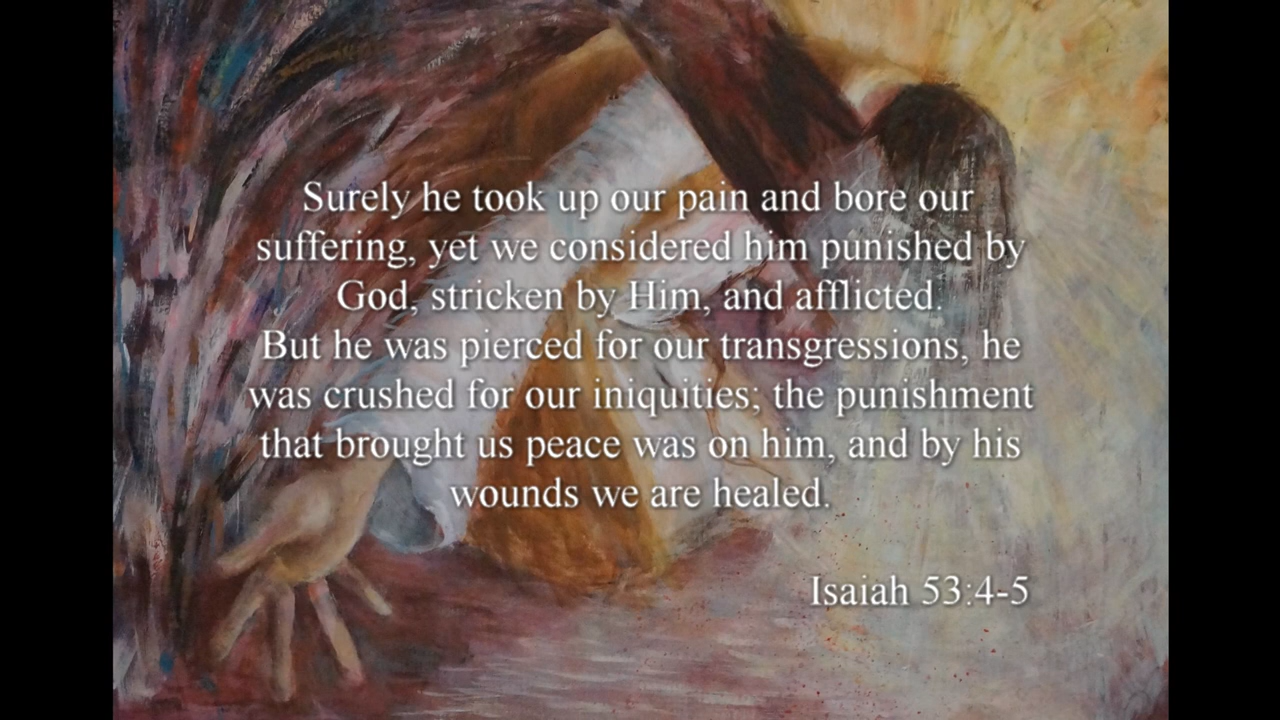 Surely he took up our pain and bore our
suffering, yet we considered him punished by
God, stricken by Him, and afflicted.
But he was pierced for our transgressions, he
was crushed for our iniquities; the punishment
that brought us peace was on him, and by his
wounds we are healed.
Isaiah 53:4-5